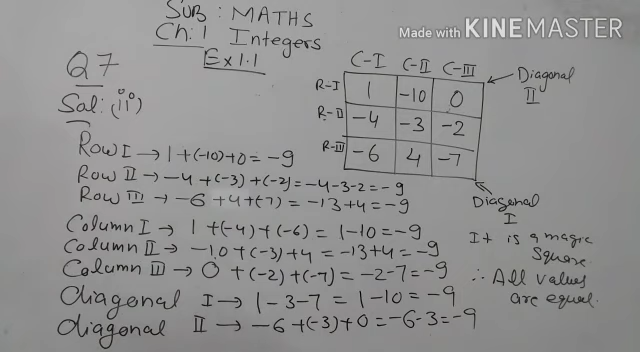 SUB : MATHS
Made with KINEMASTER
Ch: 1 Integers
Ex 1.1
Q7
Sol: (ii)
C-I C-II C-III
R-I 1 -10 0
R-II -4 -3 -2
R-III -6 4 -7
Diagonal II
Diagonal I
Row I → 1 + (-10) + 0 = -9
Row II → -4 + (-3) + (-2) = -4-3-2 = -9
Row III → -6 + 4 + (-7) = -13+4 = -9
Column I → 1 + (-4) + (-6) = 1-10 = -9
Column II → -10 + (-3) + 4 = -13+4 = -9
Column III → 0 + (-2) + (-7) = -2-7 = -9
diagonal I → 1-3-7 = 1-10 = -9
diagonal II → -6 + (-3) + 0 = -6-3 = -9
It is a magic
Square
∴ All values
are equal.